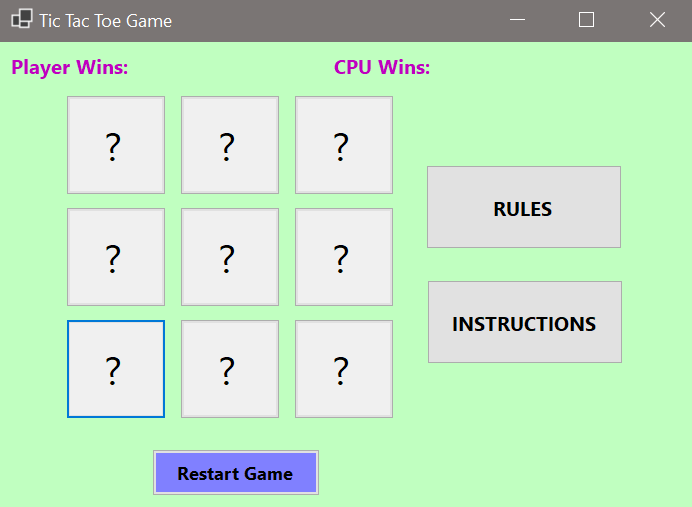 Tic Tac Toe Game
Player Wins: CPU Wins:
? ? ?
RULES
? ? ?
INSTRUCTIONS
? ? ?
Restart Game